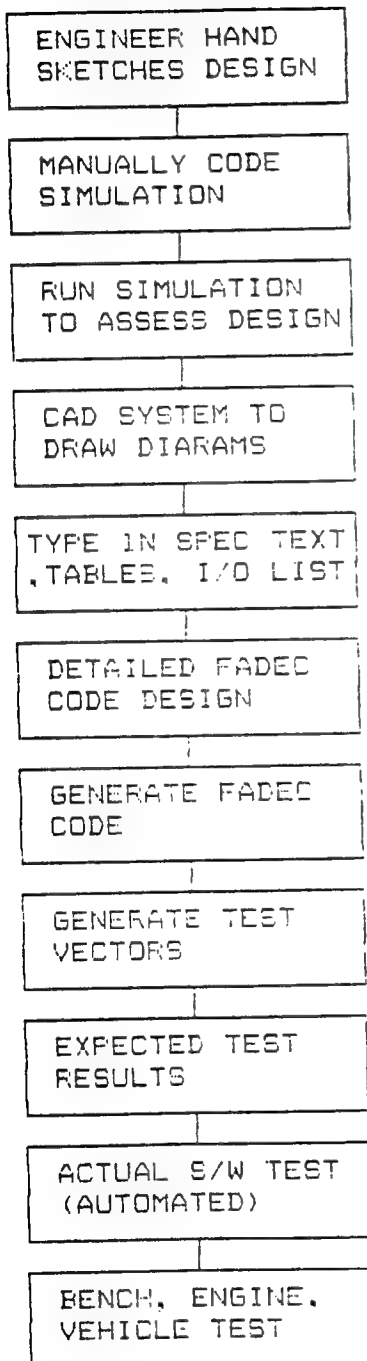 ENGINEER HAND
SKETCHES DESIGN
MANUALLY CODE
SIMULATION
RUN SIMULATION
TO ASSESS DESIGN
CAD SYSTEM TO
DRAW DIARAMS
TYPE IN SPEC TEXT
,TABLES, I/O LIST
DETAILED FADEC
CODE DESIGN
GENERATE FADEC
CODE
GENERATE TEST
VECTORS
EXPECTED TEST
RESULTS
ACTUAL S/W TEST
(AUTOMATED)
BENCH, ENGINE,
VEHICLE TEST